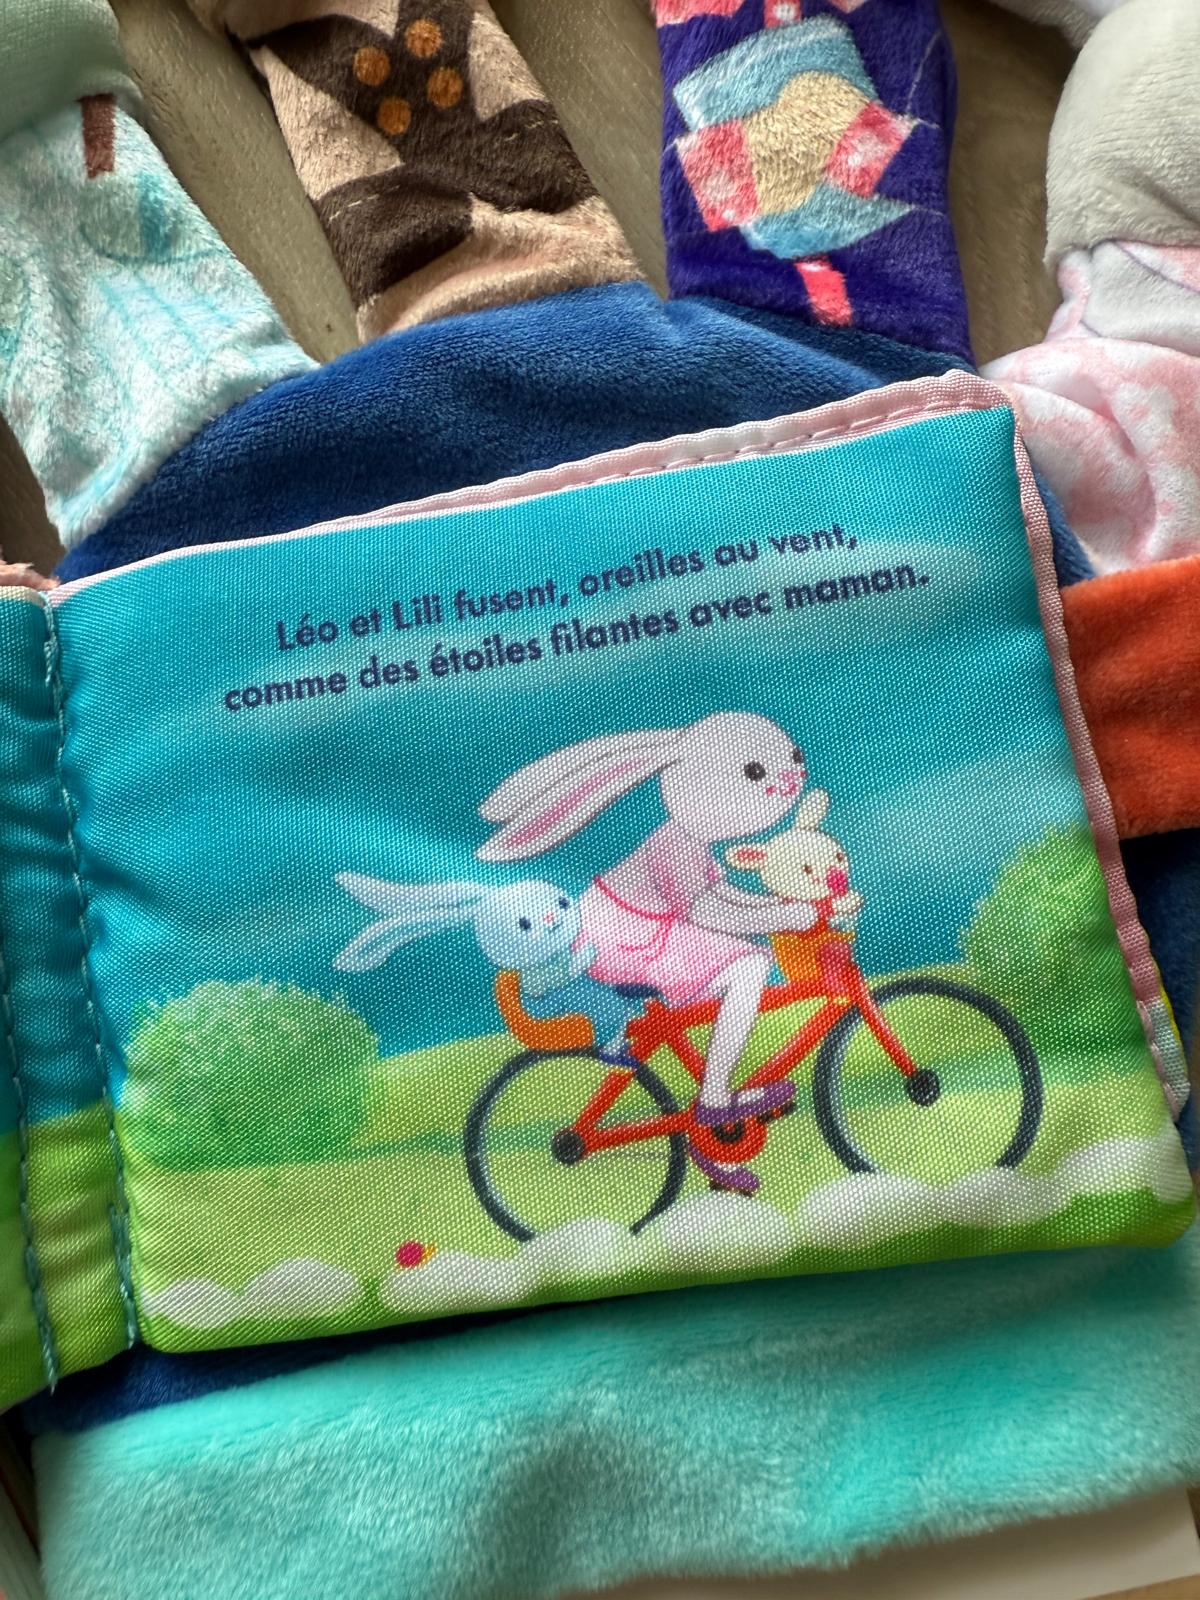 Léo et Lili fusent, oreilles au vent,
comme des étoiles filantes avec maman.